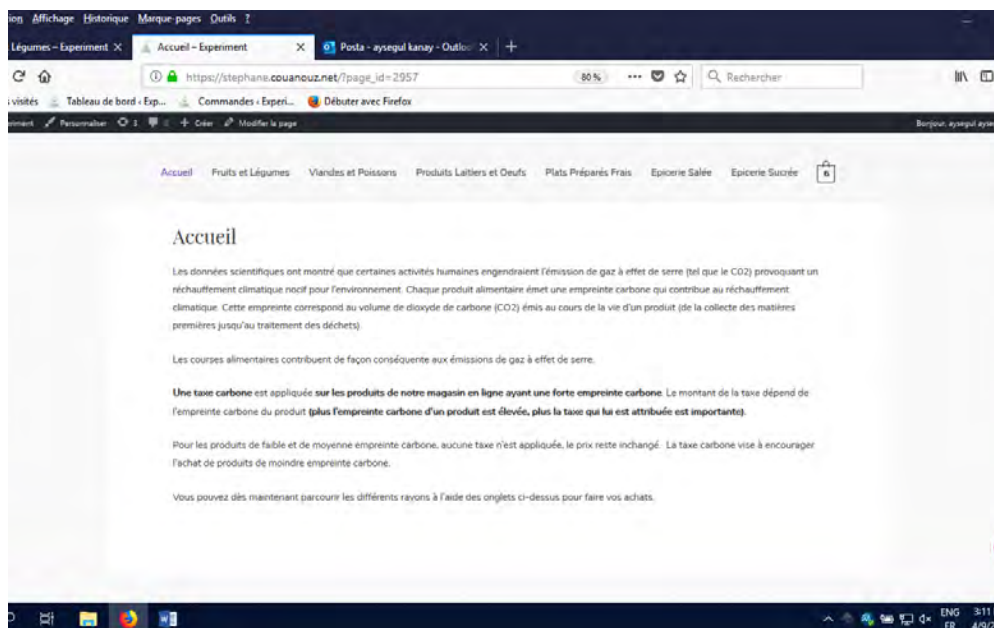 ion Affichage Historique Marque-pages Outils ?
Légumes – Experiment Accueil – Experiment Posta - aysegul kanay - Outloo
https://stephane.couanouz.net/?page_id=2957 80 % Rechercher
s visités Tableau de bord ‹ Exp... Commandes ‹ Experi... Débuter avec Firefox
Personnaliser + Créer Modifier la page Bonjour, aysegul ayse
Accueil Fruits et Légumes Viandes et Poissons Produits Laitiers et Oeufs Plats Préparés Frais Epicerie Salée Epicerie Sucrée 6
Accueil
Les données scientifiques ont montré que certaines activités humaines engendraient l'émission de gaz à effet de serre (tel que le CO2) provoquant un
réchauffement climatique nocif pour l'environnement. Chaque produit alimentaire émet une empreinte carbone qui contribue au réchauffement
climatique. Cette empreinte correspond au volume de dioxyde de carbone (CO2) émis au cours de la vie d'un produit (de la collecte des matières
premières jusqu'au traitement des déchets).
Les courses alimentaires contribuent de façon conséquente aux émissions de gaz à effet de serre.
Une taxe carbone est appliquée sur les produits de notre magasin en ligne ayant une forte empreinte carbone. Le montant de la taxe dépend de
l'empreinte carbone du produit (plus l'empreinte carbone d'un produit est élevée, plus la taxe qui lui est attribuée est importante).
Pour les produits de faible et de moyenne empreinte carbone, aucune taxe n'est appliquée, le prix reste inchangé. La taxe carbone vise à encourager
l'achat de produits de moindre empreinte carbone.
Vous pouvez dès maintenant parcourir les différents rayons à l'aide des onglets ci-dessus pour faire vos achats.
ENG 3:11
FR 4/9/2